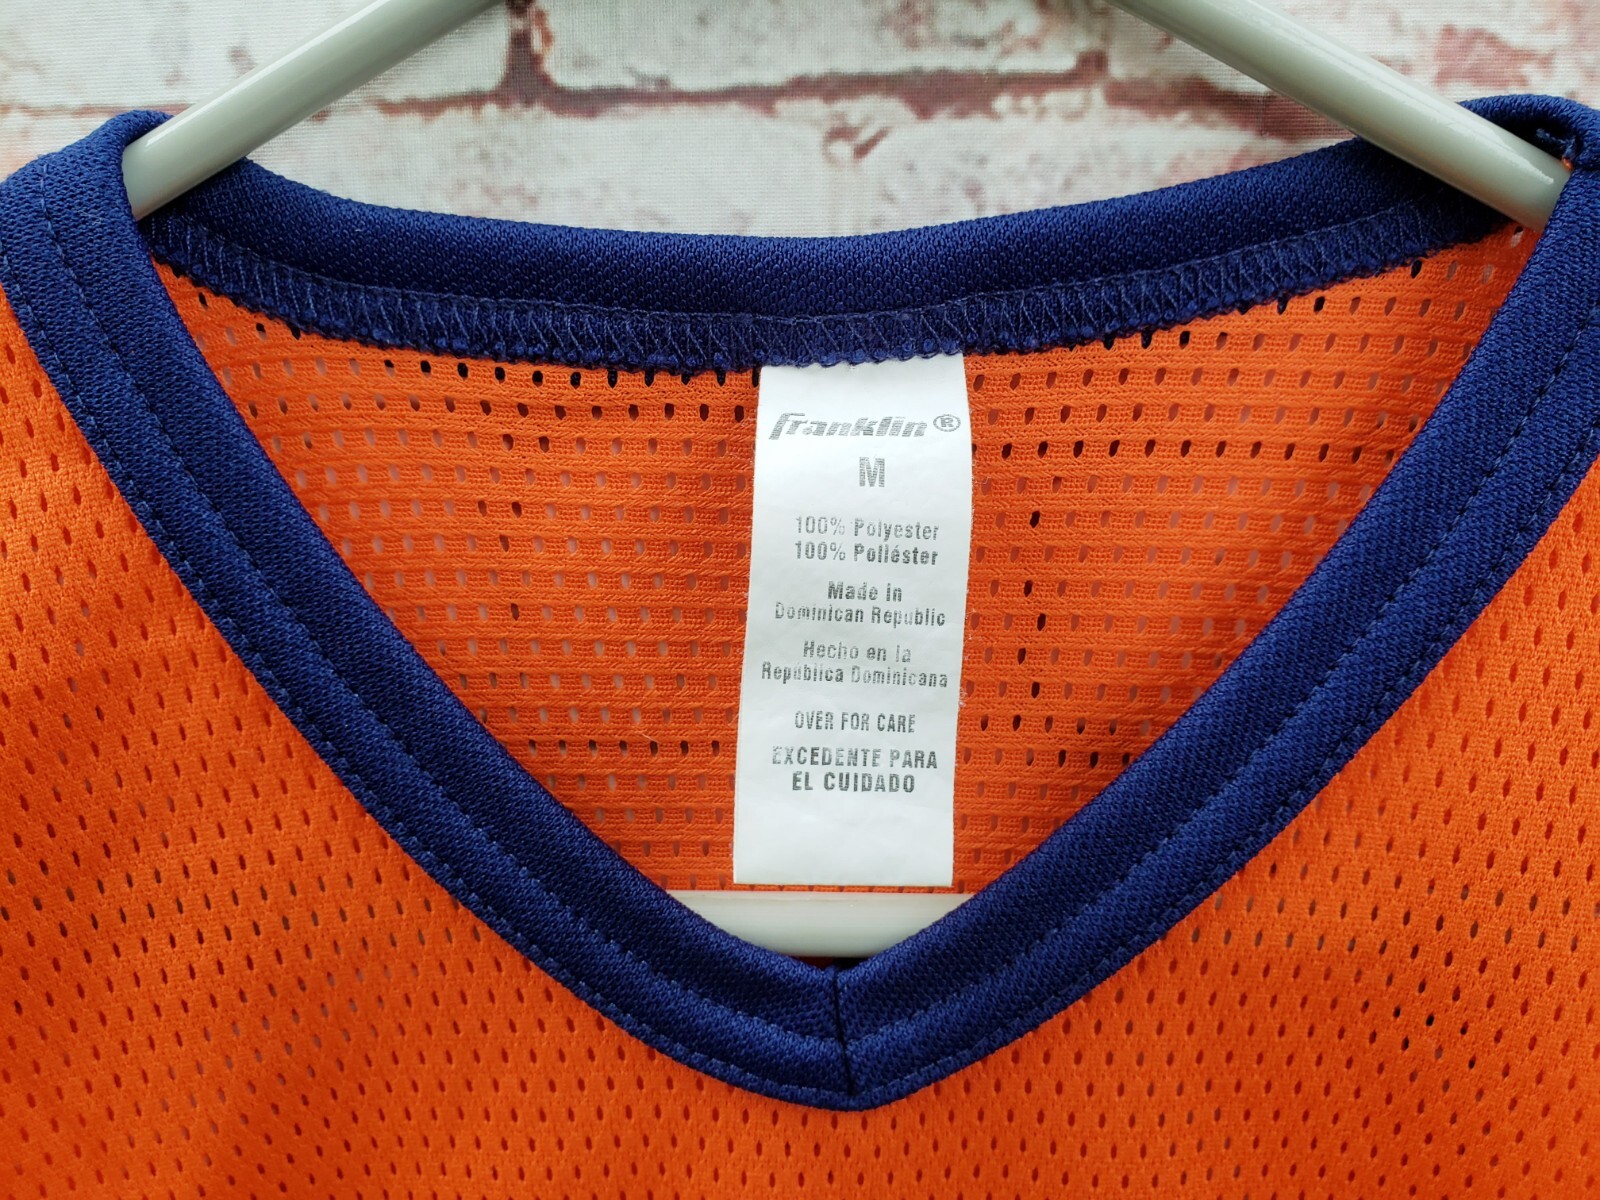 Franklin®
M
100% Polyester
100% Poliéster
Made in
Dominican Republic
Hecho en la
República Dominicana
OVER FOR CARE
EXCEDENTE PARA
EL CUIDADO